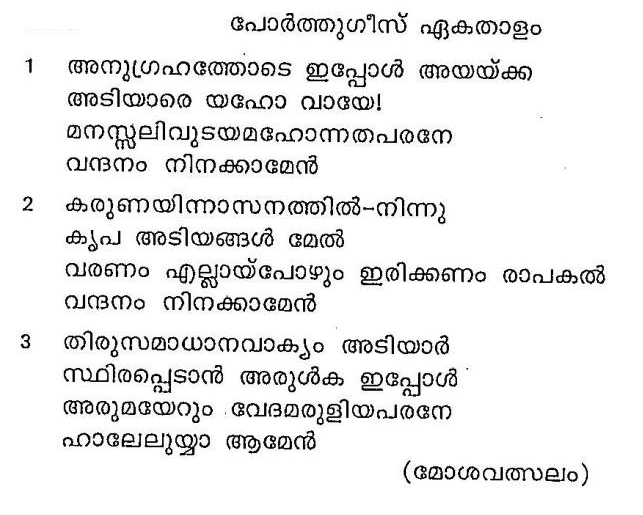 പോർത്തുഗീസ് ഏകതാളം
1 അനുഗ്രഹത്തോടെ ഇപ്പോൾ അയയ്ക്ക
അടിയാരെ യഹോ വായേ!
മനസ്സലിവുടയമഹോന്നതപരനേ
വന്ദനം നിനക്കാമേൻ
2 കരുണയിന്നാസനത്തിൽ-നിന്നു
കൃപ അടിയങ്ങൾ മേൽ
വരണം എല്ലായ്പോഴും ഇരിക്കണം രാപകൽ
വന്ദനം നിനക്കാമേൻ
3 തിരുസമാധാനവാക്യം അടിയാർ
സ്ഥിരപ്പെടാൻ അരുൾക ഇപ്പോൾ
അരുമയേറും വേദമരുളിയപരനേ
ഹാലേലുയ്യാ ആമേൻ
(മോശവത്സലം)